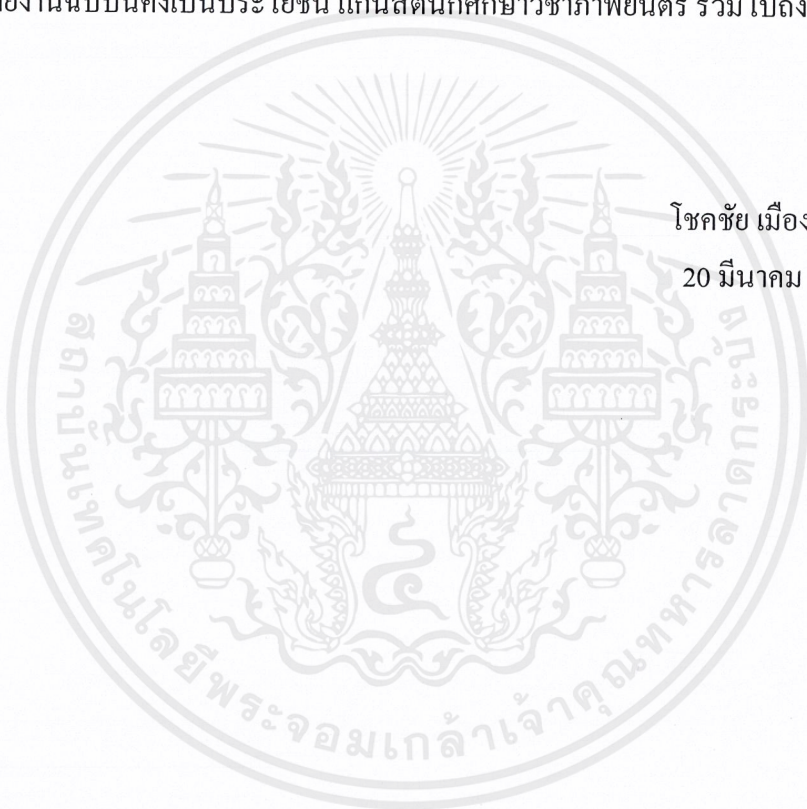 งานฉบับนี้คงเป็นประโยชน์ แก่นิสิตนักศึกษาวิชาภาพยนตร์ รวมไปถึง
โชคชัย เมือง
20 มีนาคม
สถาบันเทคโนโลยีพระจอมเกล้าเจ้าคุณทหารลาดกระบัง